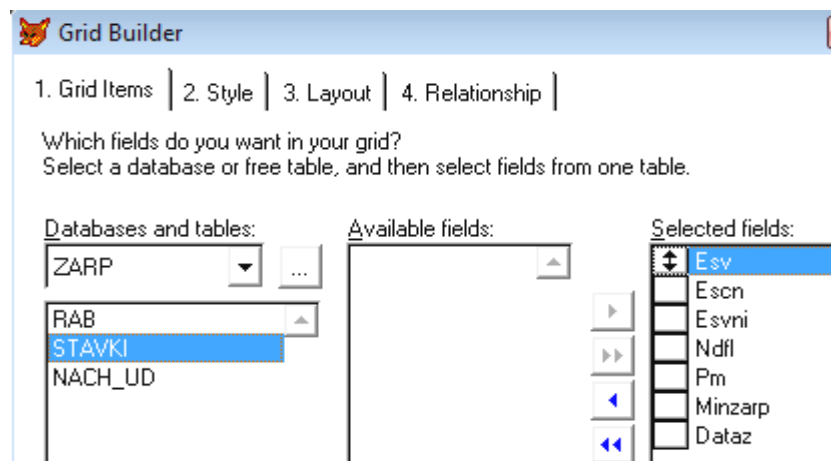 Grid Builder
1. Grid Items 2. Style 3. Layout 4. Relationship
Which fields do you want in your grid?
Select a database or free table, and then select fields from one table.
Databases and tables:
ZARP
...
RAB
STAVKI
NACH_UD
Available fields:
Selected fields:
Esv
Escn
Esvni
Ndfl
Pm
Minzarp
Dataz